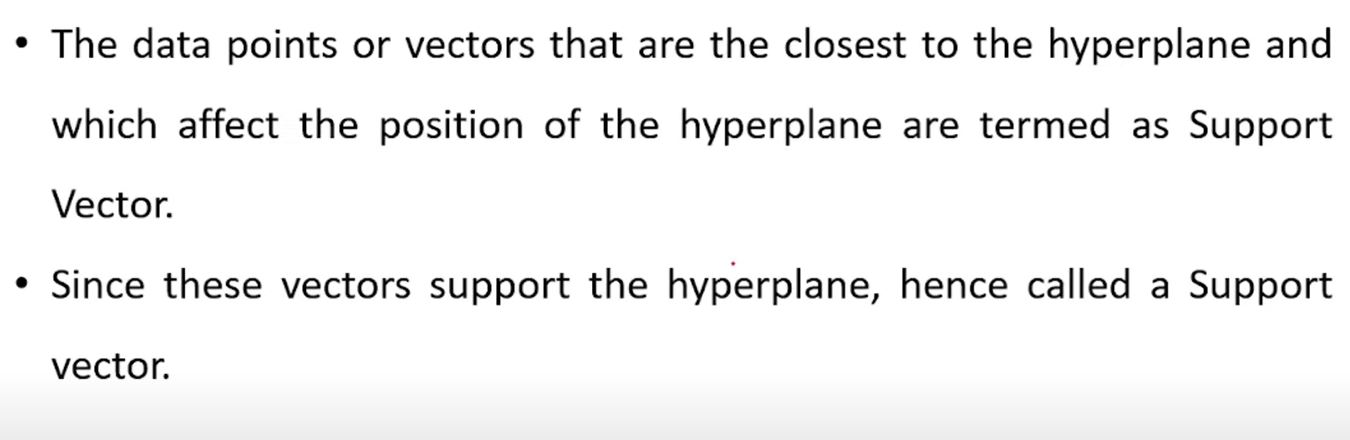 • The data points or vectors that are the closest to the hyperplane and
which affect the position of the hyperplane are termed as Support
Vector.
• Since these vectors support the hyperplane, hence called a Support
vector.